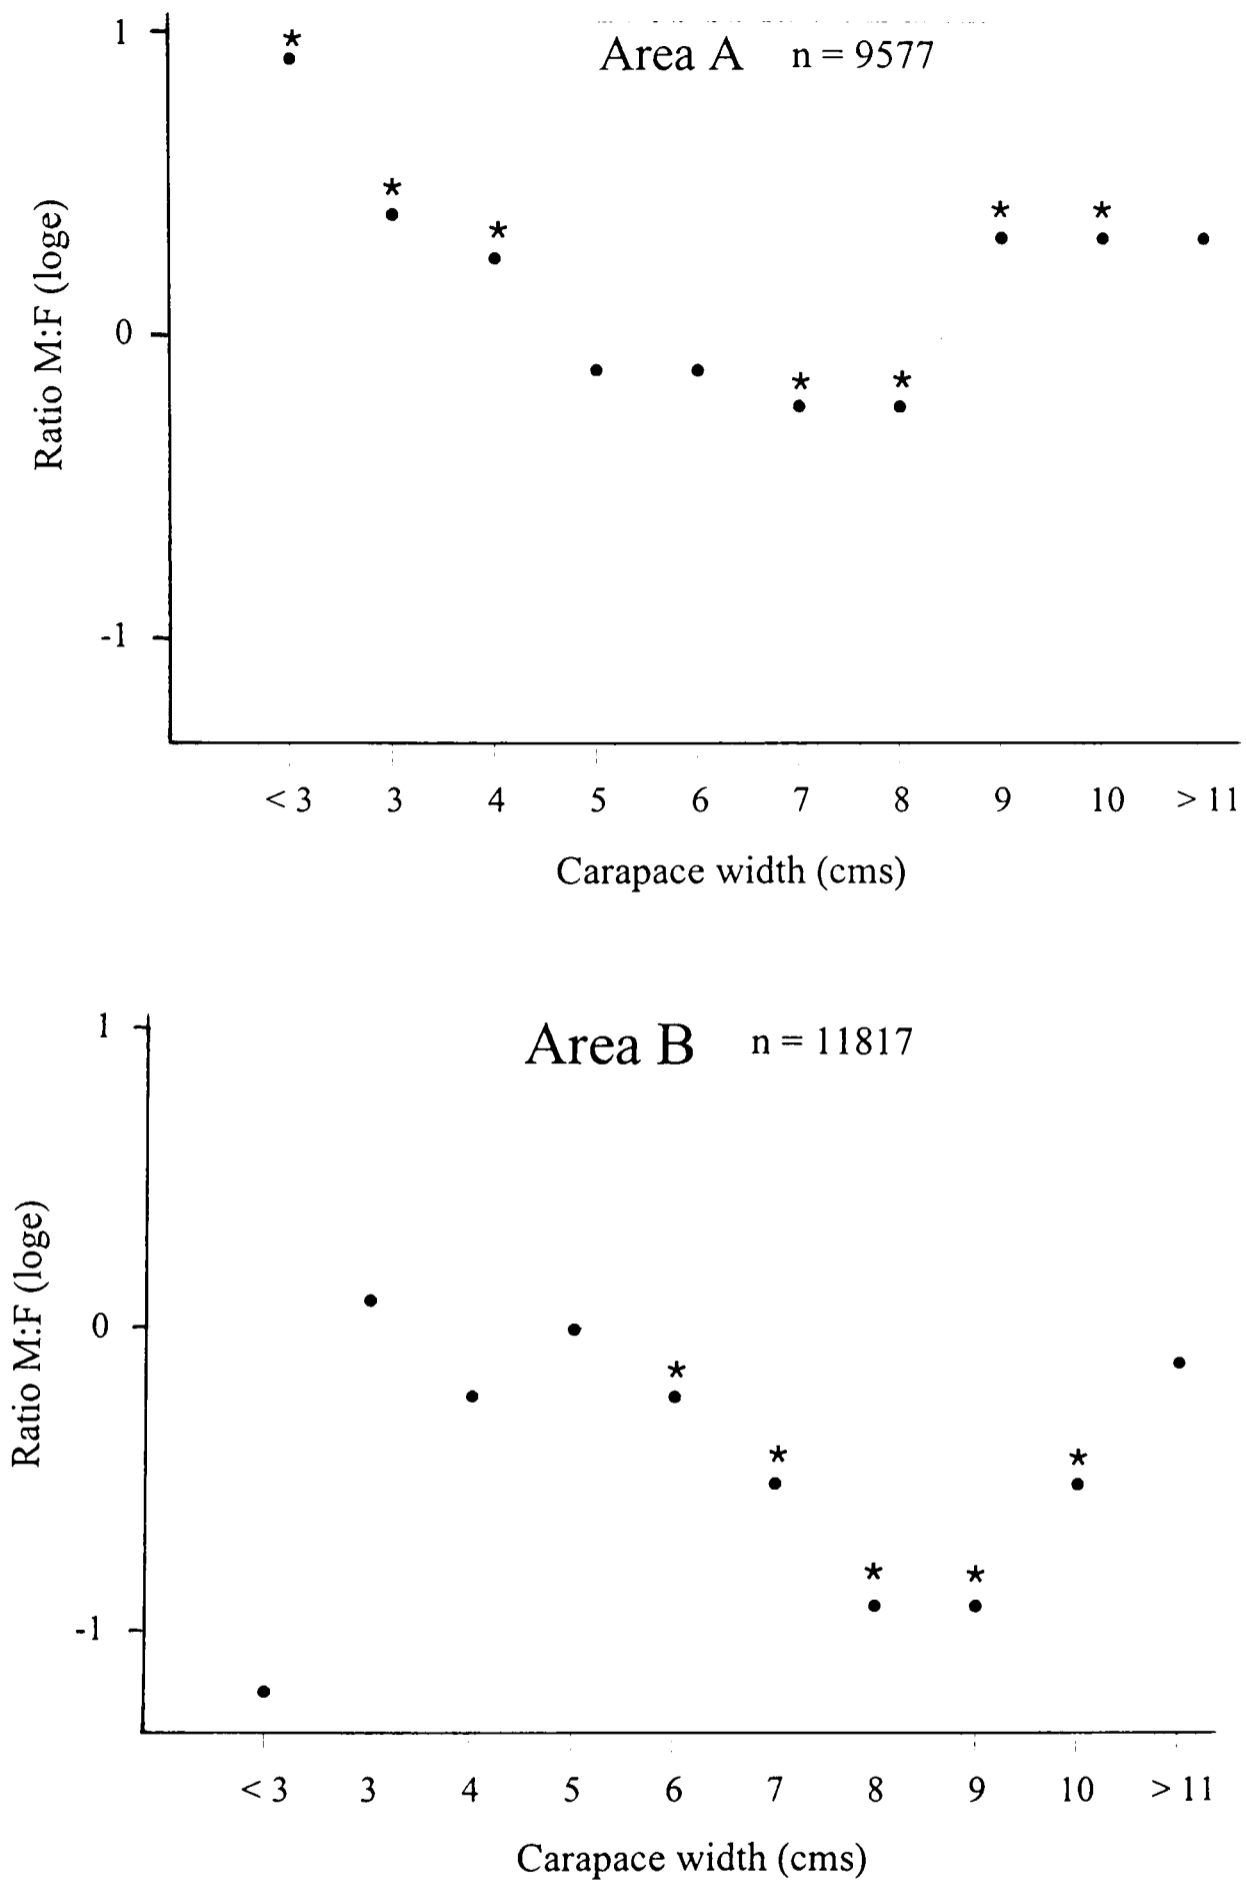 Area A n = 9577
1
0
-1
Ratio M:F (loge)
* * * * * * *
< 3 3 4 5 6 7 8 9 10 > 11
Carapace width (cms)
Area B n = 11817
1
0
-1
Ratio M:F (loge)
* * * * *
< 3 3 4 5 6 7 8 9 10 > 11
Carapace width (cms)